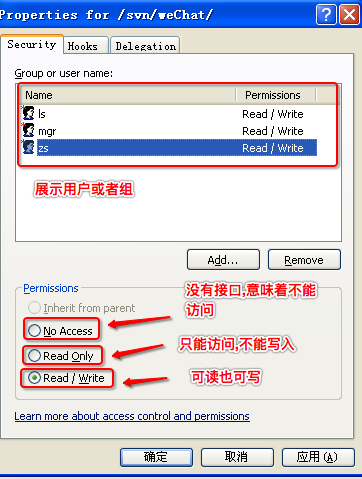 Properties for /svn/weChat/
Security Hooks Delegation
Group or user name:
Name Permissions
ls Read / Write
mgr Read / Write
zs Read / Write
展示用户或者组
Add... Remove
Permissions
Inherit from parent
没有接口,意味着不能
访问
No Access
只能访问,不能写入
Read Only
可读也可写
Read / Write
Learn more about access control and permissions
确定 取消 应用 (A)